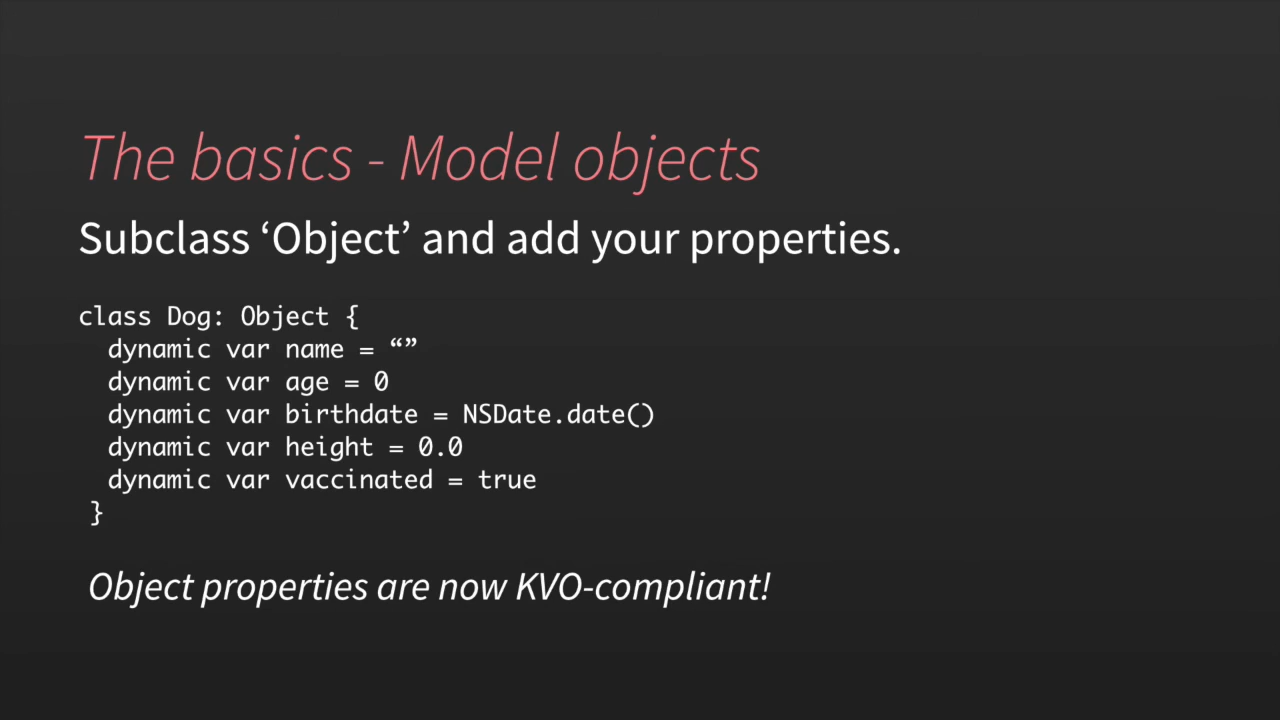 The basics - Model objects
Subclass ‘Object’ and add your properties.
class Dog: Object {
  dynamic var name = “”
  dynamic var age = 0
  dynamic var birthdate = NSDate.date()
  dynamic var height = 0.0
  dynamic var vaccinated = true
}
Object properties are now KVO-compliant!